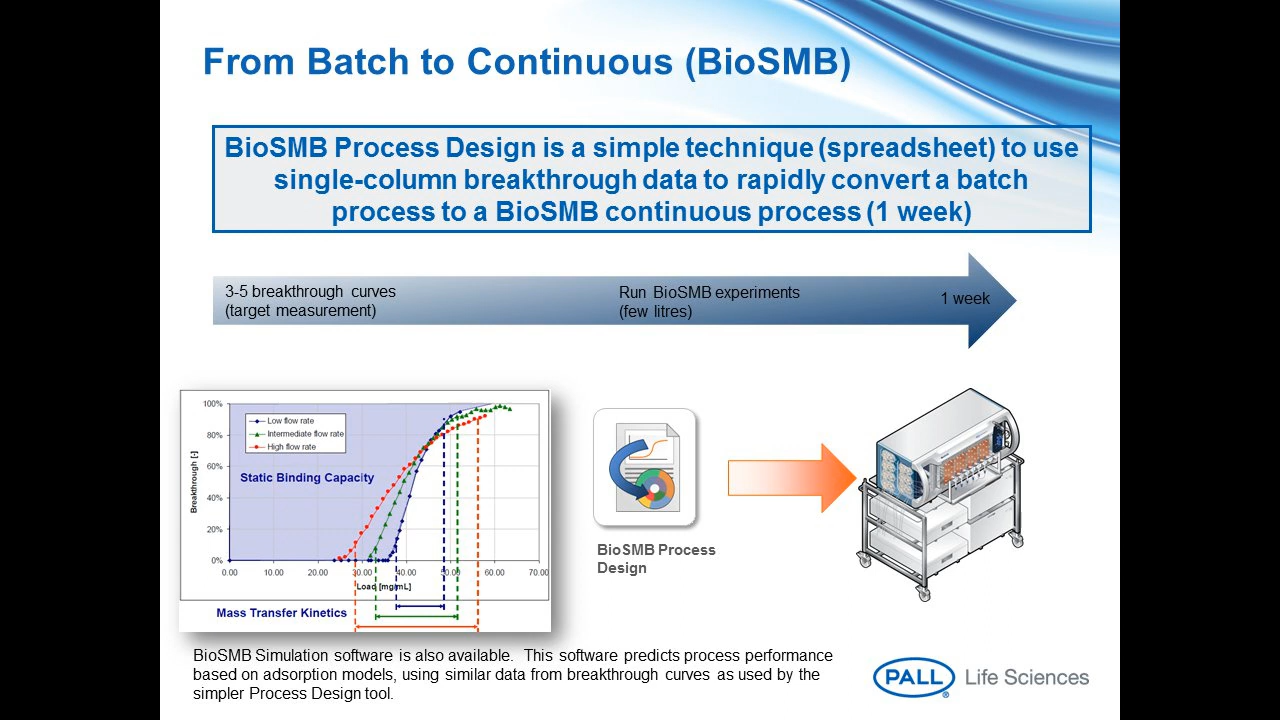 From Batch to Continuous (BioSMB)
BioSMB Process Design is a simple technique (spreadsheet) to use
single-column breakthrough data to rapidly convert a batch
process to a BioSMB continuous process (1 week)
3-5 breakthrough curves
(target measurement)
Run BioSMB experiments
(few litres)
1 week
100%
80%
60%
40%
20%
0%
Breakthrough [-]
Low flow rate
Intermediate flow rate
High flow rate
Static Binding Capacity
0.00 10.00 20.00 30.00 40.00 50.00 60.00 70.00
Load [mg/mL]
Mass Transfer Kinetics
BioSMB Process
Design
BioSMB Simulation software is also available. This software predicts process performance
based on adsorption models, using similar data from breakthrough curves as used by the
simpler Process Design tool.
PALL® Life Sciences